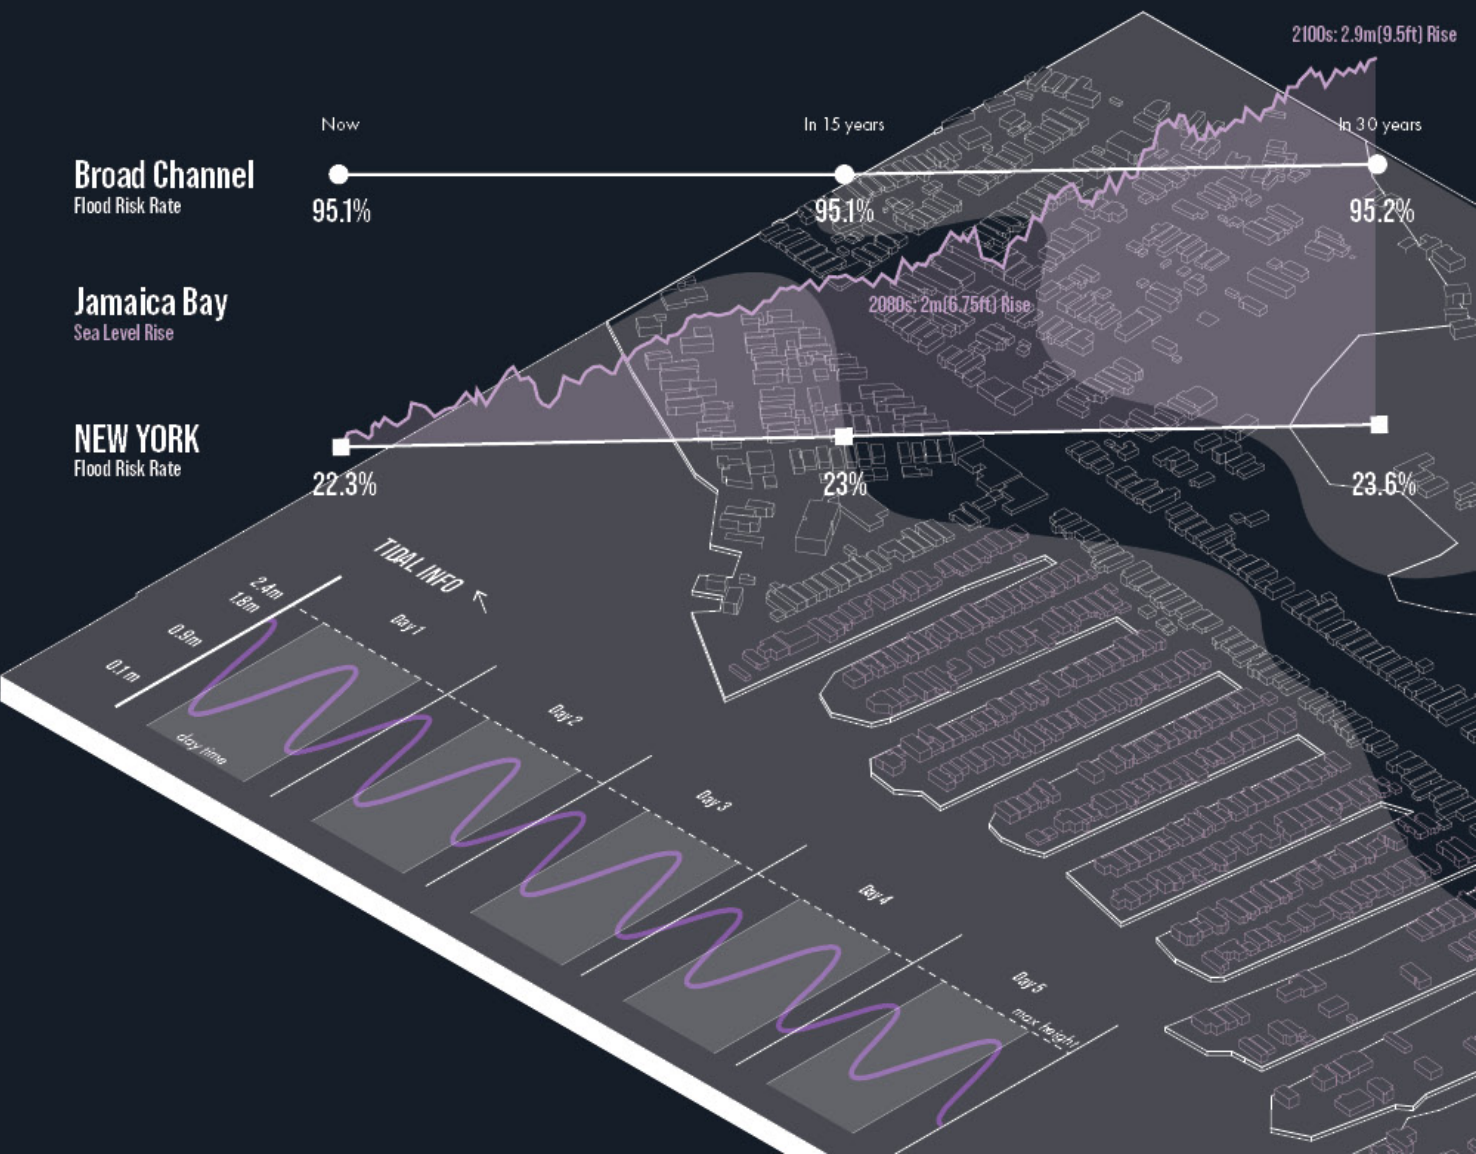 2100s: 2.9m(9.5ft) Rise
Now
In 15 years
In 30 years
Broad Channel
Flood Risk Rate
95.1%
95.1%
95.2%
Jamaica Bay
Sea Level Rise
2080s: 2m(6.75ft) Rise
NEW YORK
Flood Risk Rate
22.3%
23%
23.6%
TIDAL INFO
2.4m
1.8m
0.9m
0.1m
Day 1
Day 2
Day 3
Day 4
Day 5
day time
max height